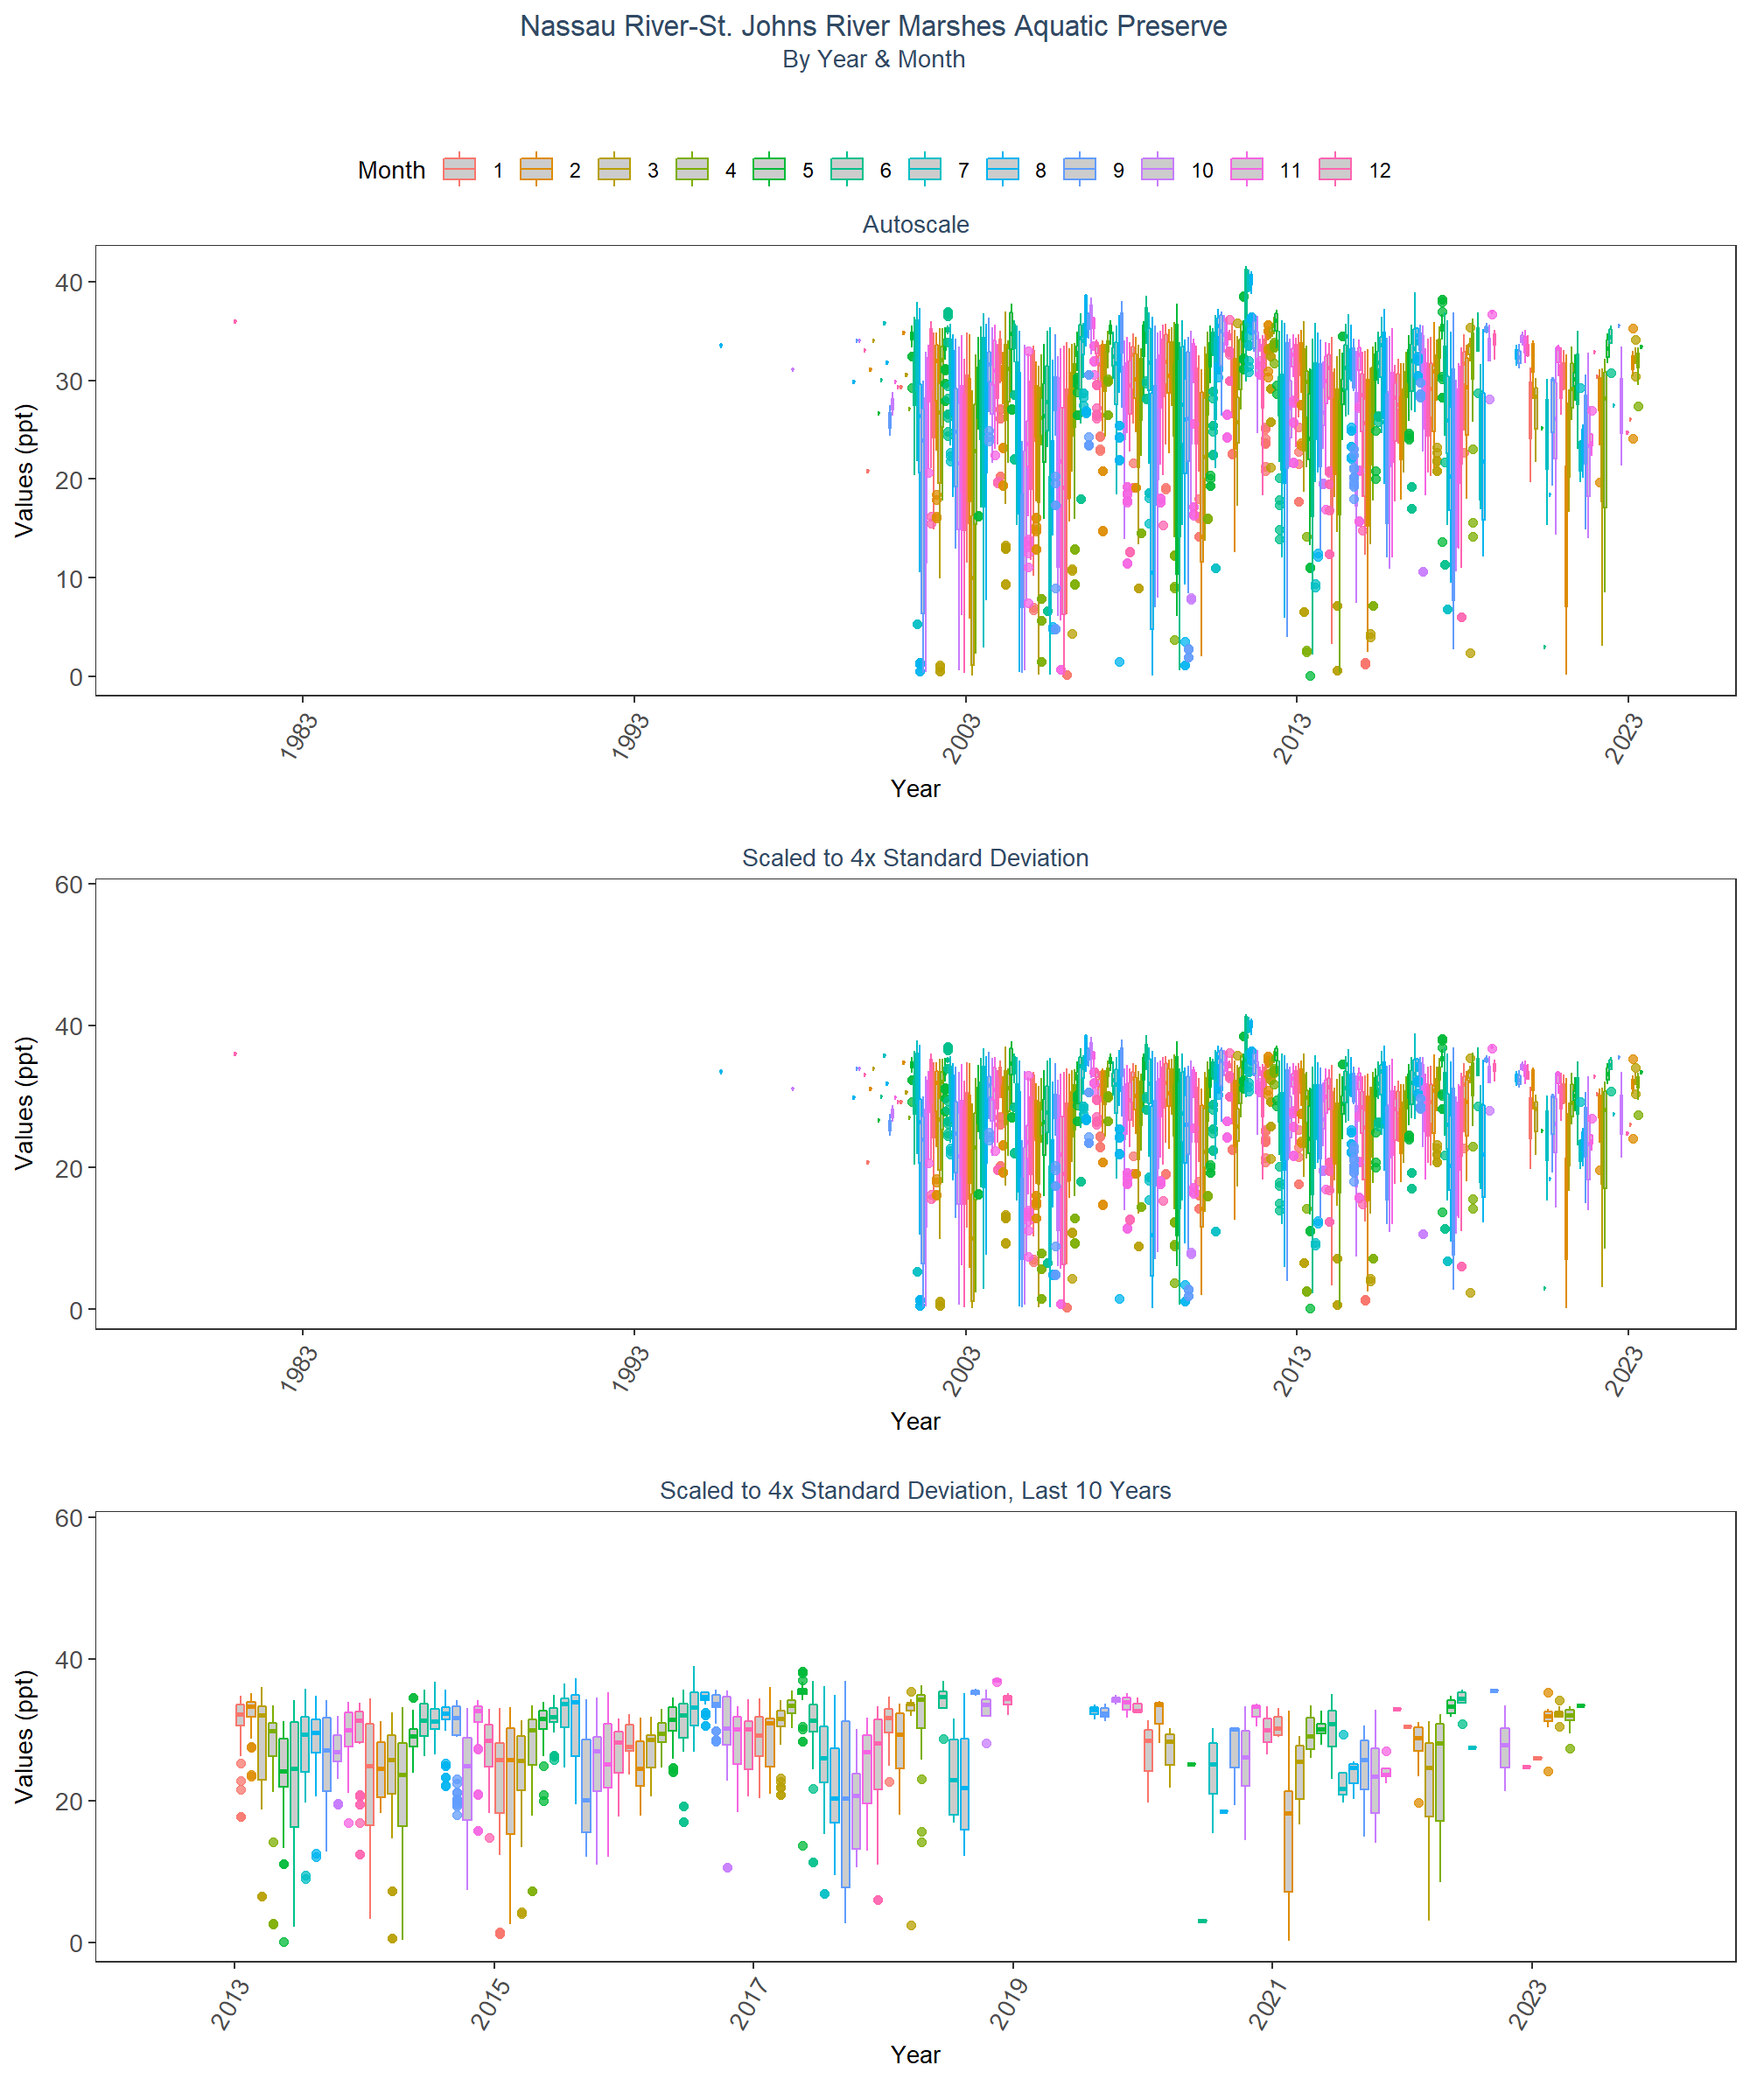 Nassau River-St. Johns River Marshes Aquatic Preserve
By Year & Month
Month 1 2 3 4 5 6 7 8 9 10 11 12
Autoscale
Values (ppt)
40
30
20
10
0
1983 1993 2003 2013 2023
Year
Scaled to 4x Standard Deviation
Values (ppt)
60
40
20
0
1983 1993 2003 2013 2023
Year
Scaled to 4x Standard Deviation, Last 10 Years
Values (ppt)
60
40
20
0
2013 2015 2017 2019 2021 2023
Year